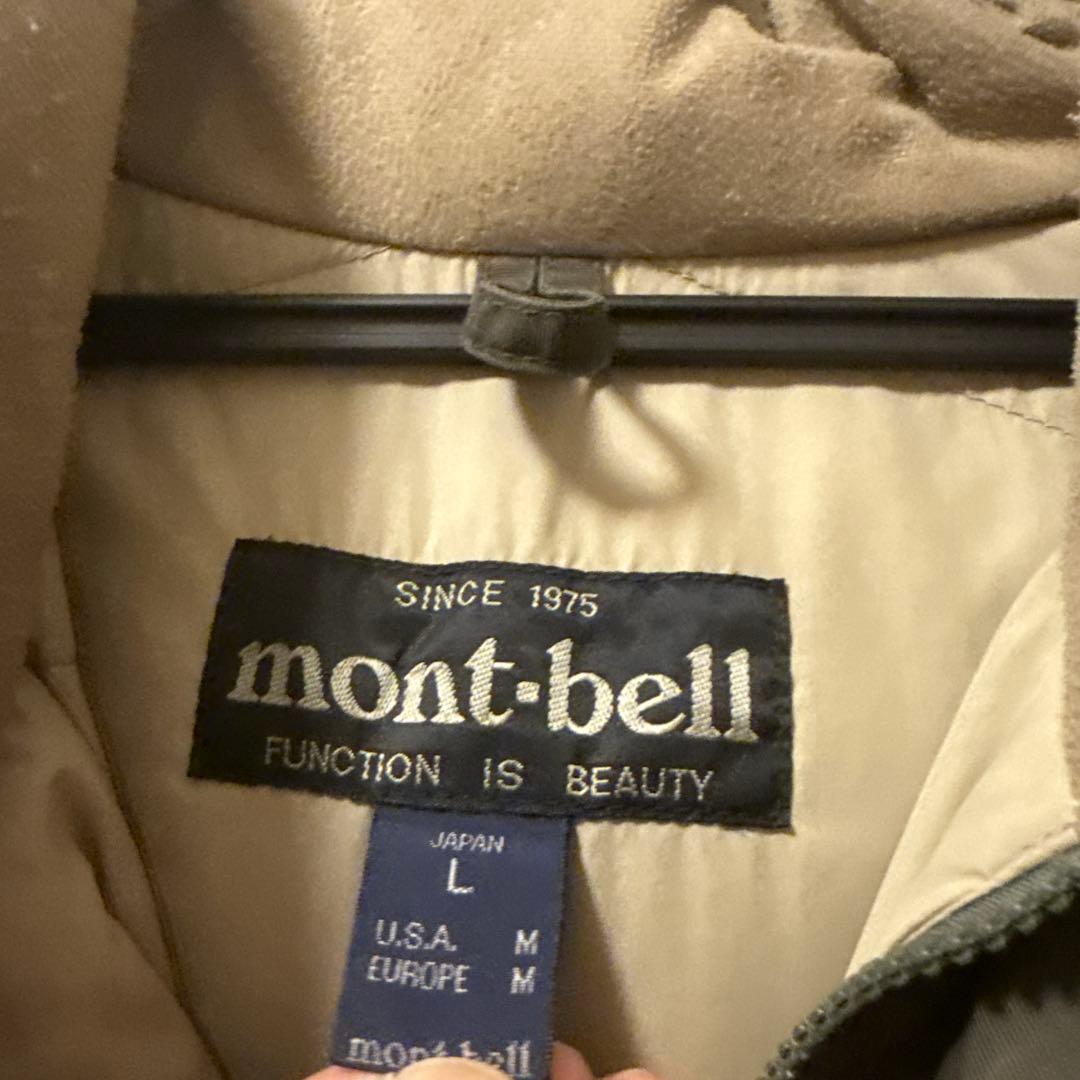 SINCE 1975
mont-bell
FUNCTION IS BEAUTY
JAPAN
L
U.S.A. M
EUROPE M
mont-bell